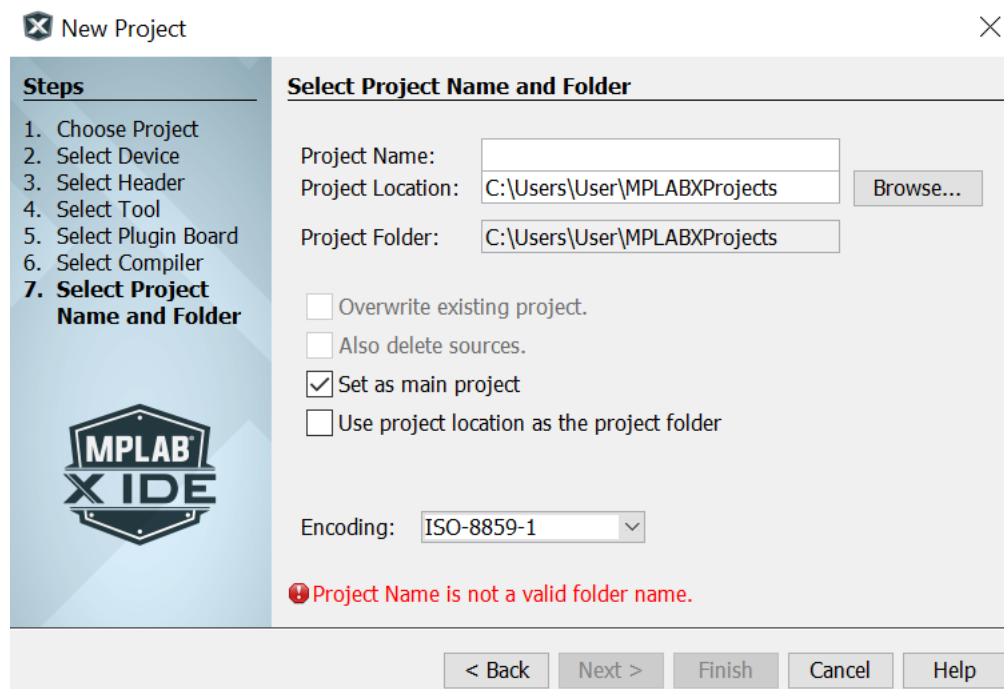 New Project
Steps
1. Choose Project
2. Select Device
3. Select Header
4. Select Tool
5. Select Plugin Board
6. Select Compiler
7. Select Project
Name and Folder
MPLAB®
X IDE
Select Project Name and Folder
Project Name:
Project Location: C:\Users\User\MPLABXProjects Browse...
Project Folder: C:\Users\User\MPLABXProjects
Overwrite existing project.
Also delete sources.
Set as main project
Use project location as the project folder
Encoding: ISO-8859-1
Project Name is not a valid folder name.
< Back Next > Finish Cancel Help